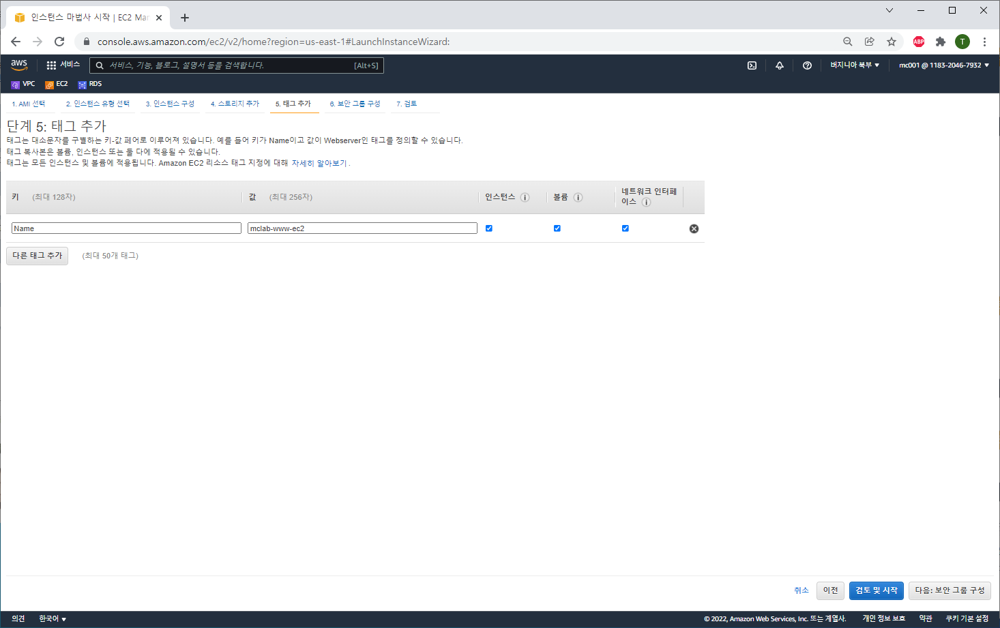 인스턴스 마법사 시작 | EC2 Mar
console.aws.amazon.com/ec2/v2/home?region=us-east-1#LaunchInstanceWizard:
ABP
T
aws
서비스
서비스, 기능, 블로그, 설명서 등을 검색합니다.
[Alt+S]
버지니아 북부
mc001 @ 1183-2046-7932
VPC
EC2
RDS
1. AMI 선택
2. 인스턴스 유형 선택
3. 인스턴스 구성
4. 스토리지 추가
5. 태그 추가
6. 보안 그룹 구성
7. 검토
단계 5: 태그 추가
태그는 대소문자를 구별하는 키-값 페어로 이루어져 있습니다. 예를 들어 키가 Name이고 값이 Webserver인 태그를 정의할 수 있습니다.
태그 복사본은 볼륨, 인스턴스 또는 둘 다에 적용될 수 있습니다.
태그는 모든 인스턴스 및 볼륨에 적용됩니다. Amazon EC2 리소스 태그 지정에 대해 자세히 알아보기.
키 (최대 128자)
값 (최대 256자)
인스턴스
볼륨
네트워크 인터페
이스
Name
mclab-www-ec2
다른 태그 추가
(최대 50개 태그)
취소
이전
검토 및 시작
다음: 보안 그룹 구성
의견
한국어
© 2022, Amazon Web Services, Inc. 또는 계열사.
개인 정보 보호
약관
쿠키 기본 설정